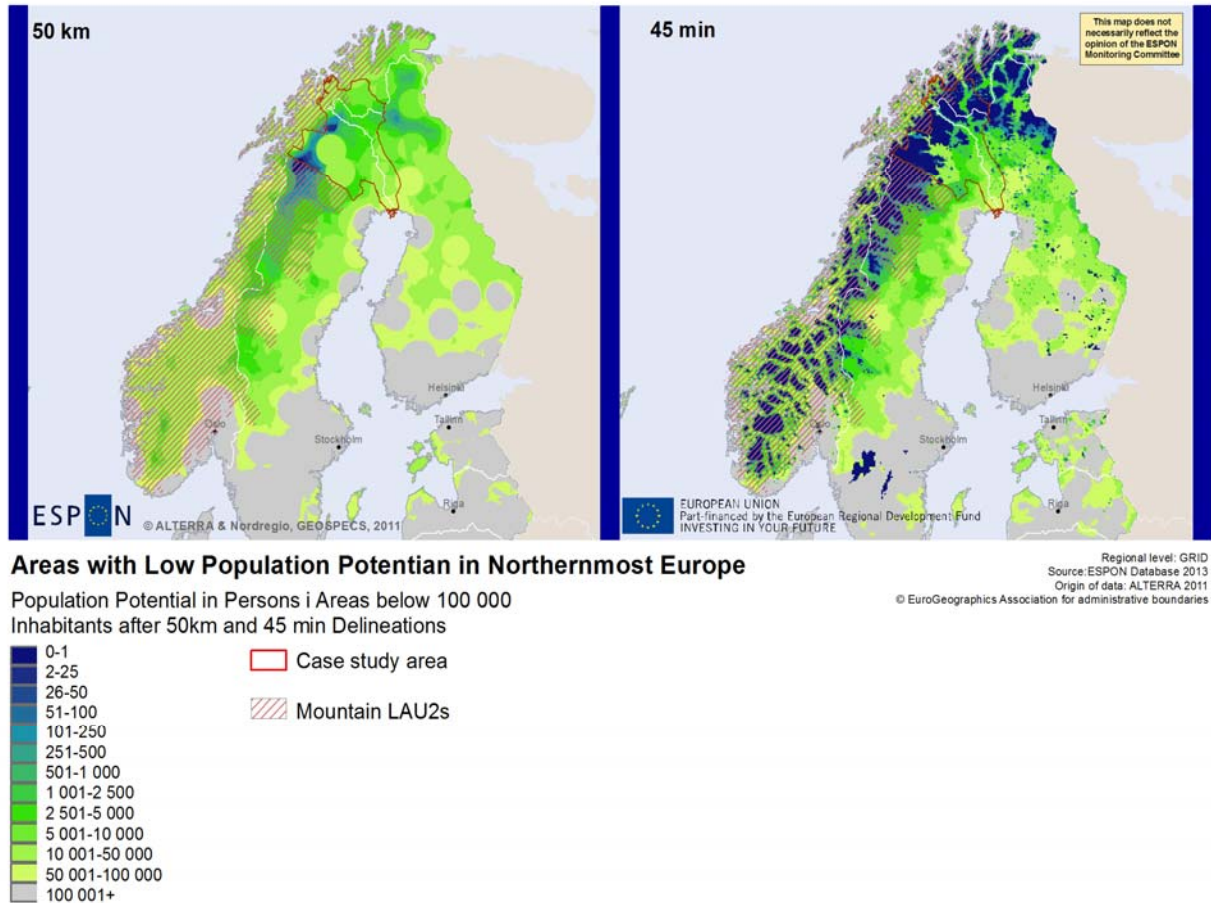 50 km
45 min
This map does not
necessarily reflect the
opinion of the ESPON
Monitoring Committee
Helsinki
Tallinn
Oslo
Stockholm
Riga
Helsinki
Tallinn
Oslo
Stockholm
Riga
ESPON
© ALTERRA & Nordregio, GEOSPECS, 2011
EUROPEAN UNION
Part-financed by the European Regional Development Fund
INVESTING IN YOUR FUTURE
Areas with Low Population Potentian in Northernmost Europe
Population Potential in Persons i Areas below 100 000
Inhabitants after 50km and 45 min Delineations
Regional level: GRID
Source:ESPON Database 2013
Origin of data: ALTERRA 2011
© EuroGeographics Association for administrative boundaries
0-1
2-25
26-50
51-100
101-250
251-500
501-1 000
1 001-2 500
2 501-5 000
5 001-10 000
10 001-50 000
50 001-100 000
100 001+
Case study area
Mountain LAU2s